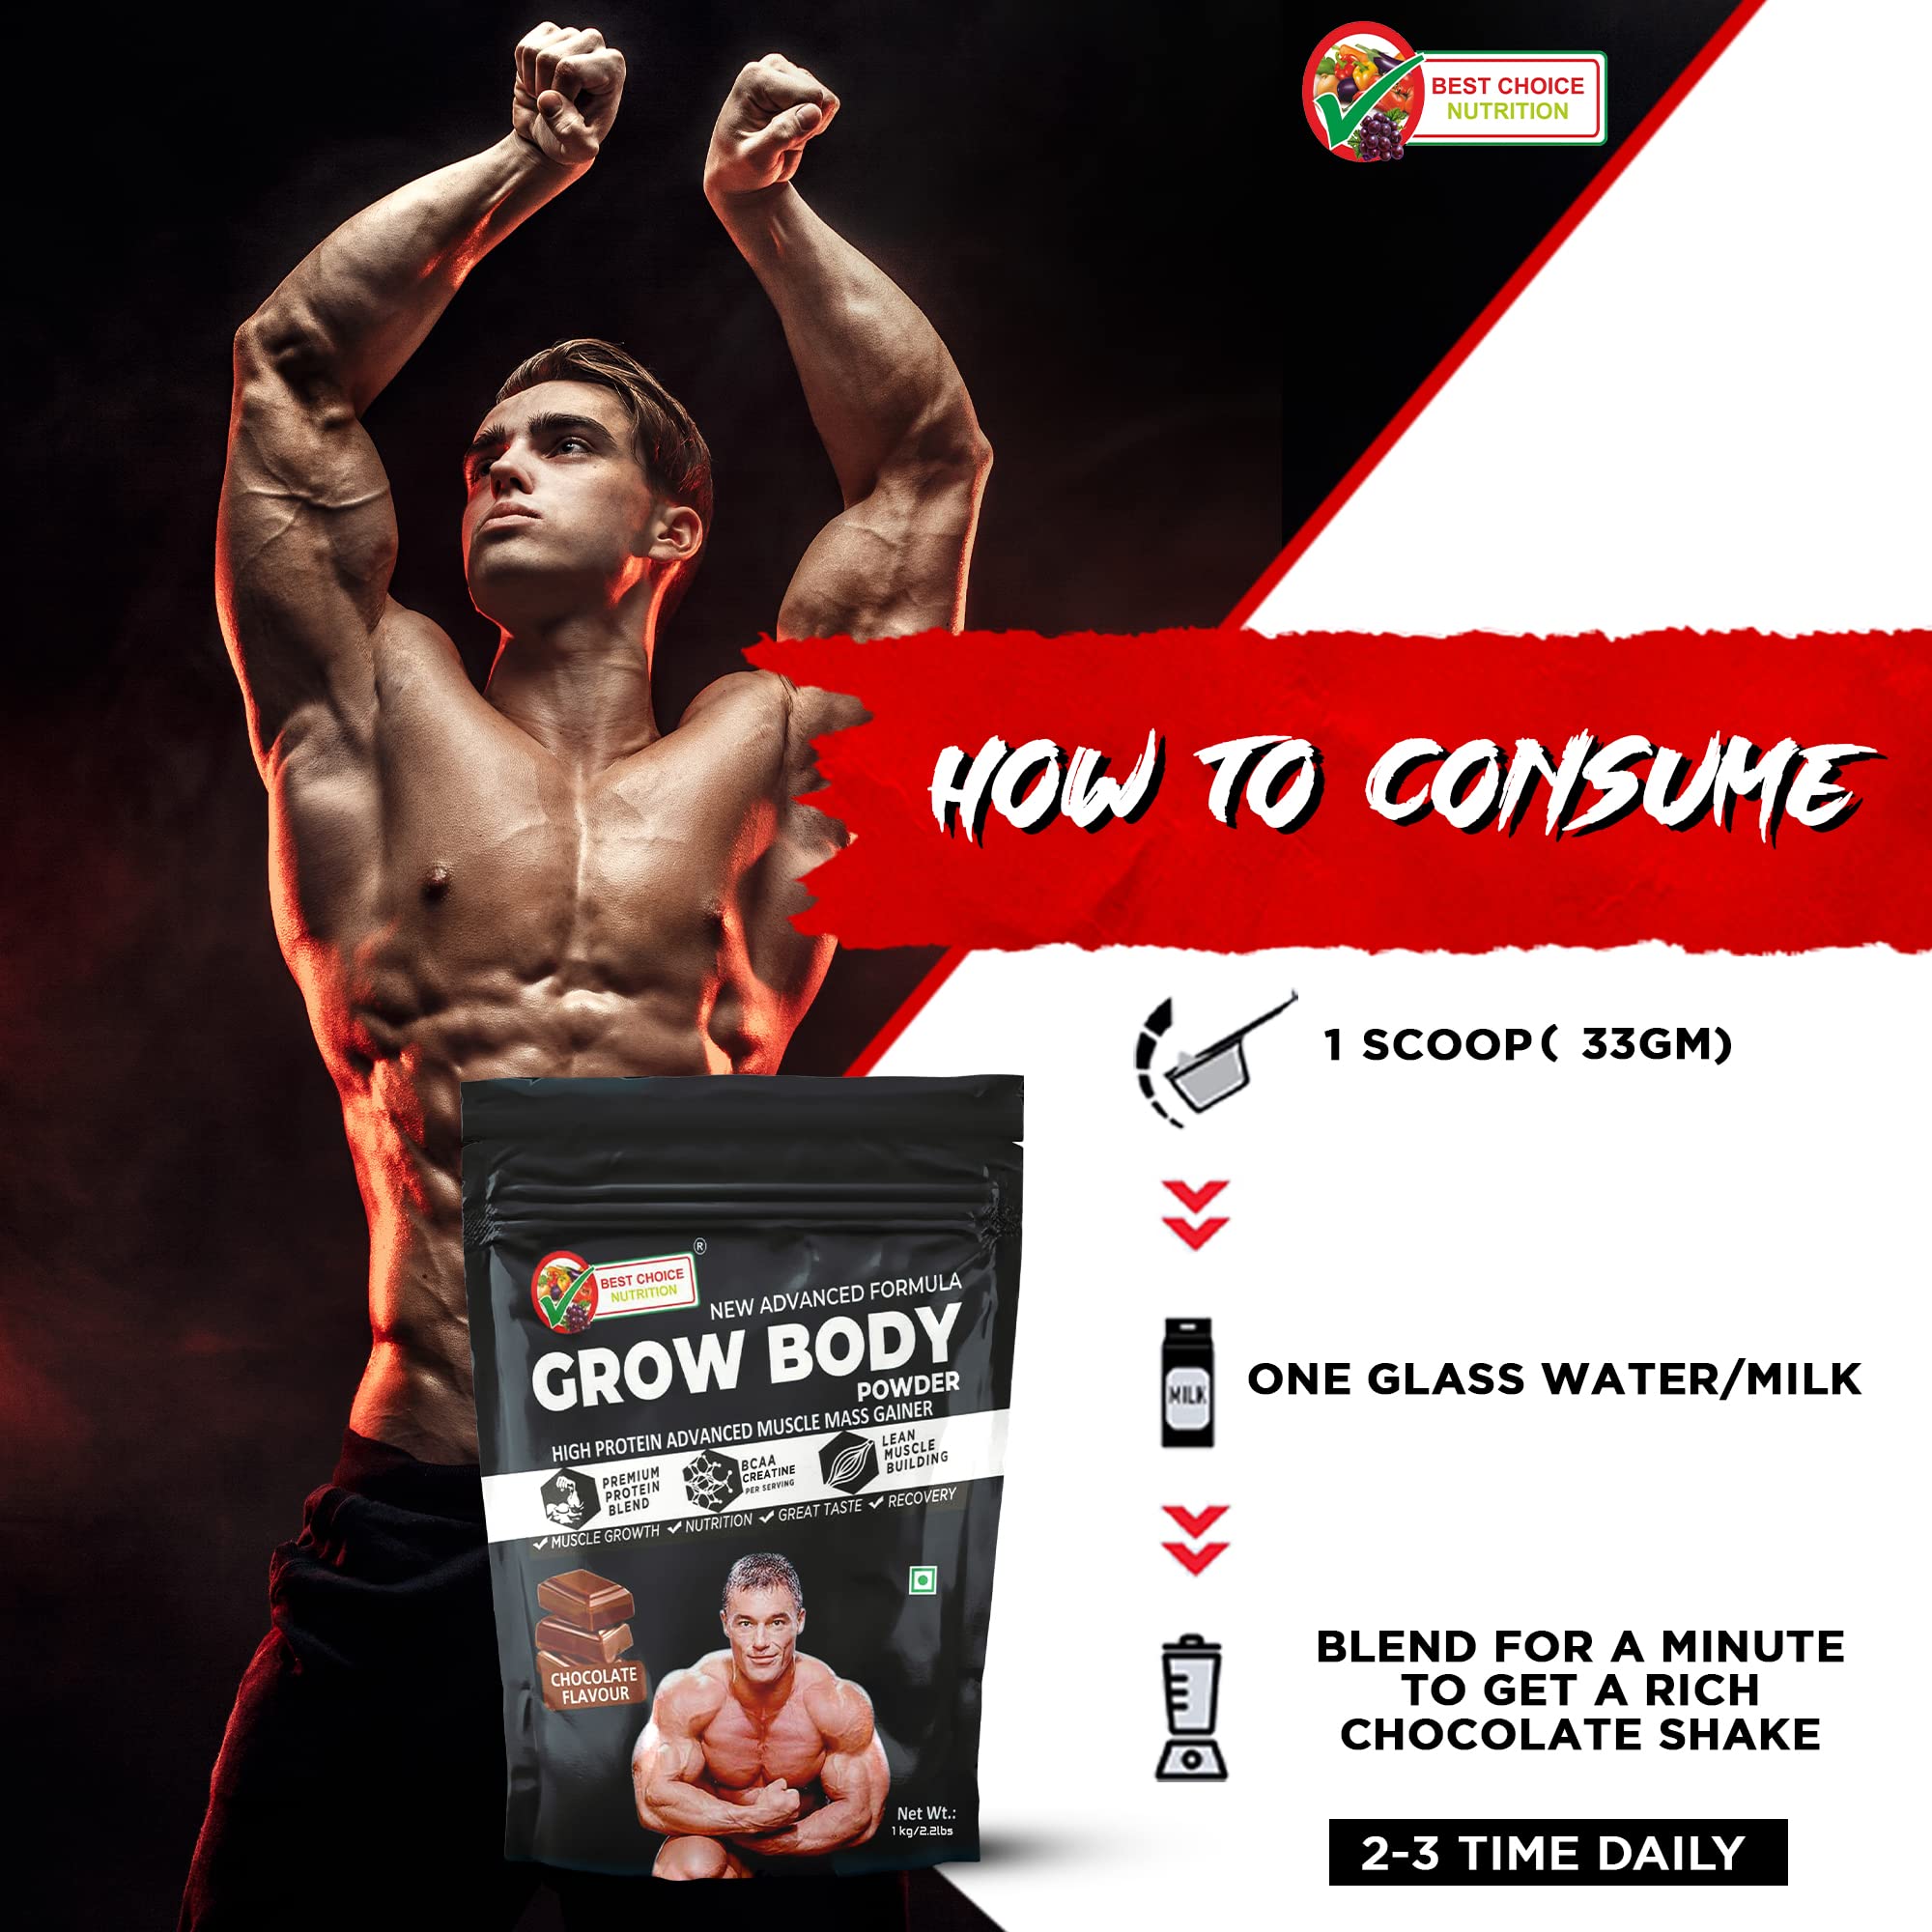 BEST CHOICE
NUTRITION
HOW TO CONSUME
1 SCOOP( 33GM)
MILK
ONE GLASS WATER/MILK
BLEND FOR A MINUTE
TO GET A RICH
CHOCOLATE SHAKE
2-3 TIME DAILY
BEST CHOICE
NUTRITION
®
NEW ADVANCED FORMULA
GROW BODY
POWDER
HIGH PROTEIN ADVANCED MUSCLE MASS GAINER
PREMIUM
PROTEIN
BLEND
BCAA
CREATINE
PER SERVING
LEAN
MUSCLE
BUILDING
✓ MUSCLE GROWTH ✓ NUTRITION ✓ GREAT TASTE ✓ RECOVERY
CHOCOLATE
FLAVOUR
Net Wt.:
1 kg/2.2lbs